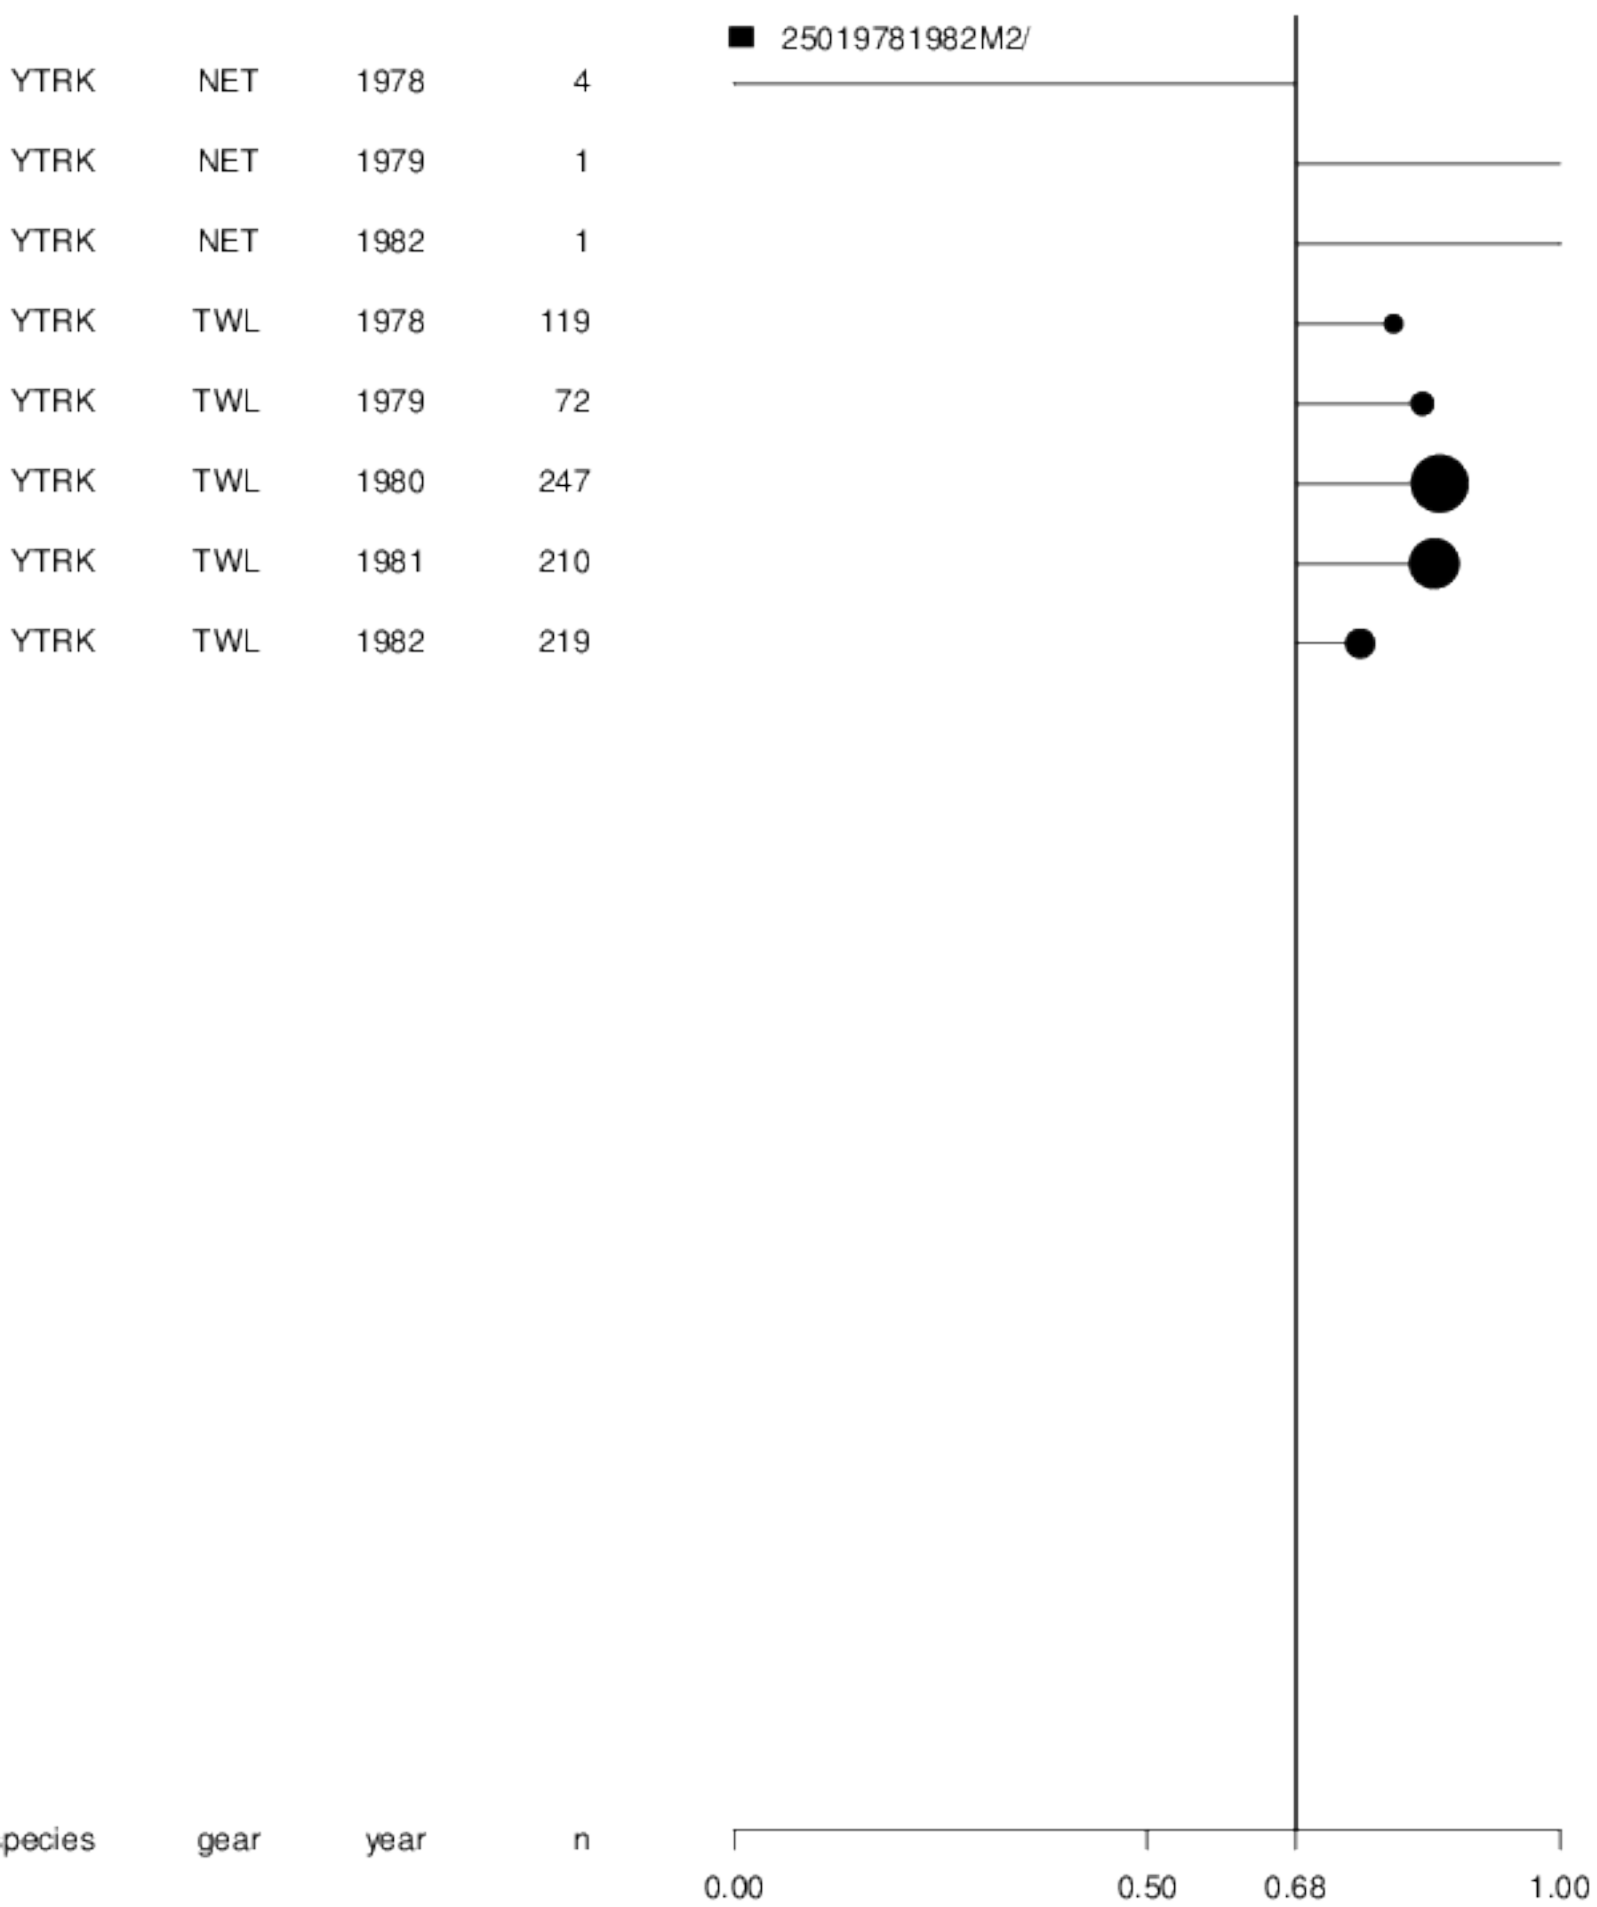 25019781982M2/
YTRK NET 1978 4
YTRK NET 1979 1
YTRK NET 1982 1
YTRK TWL 1978 119
YTRK TWL 1979 72
YTRK TWL 1980 247
YTRK TWL 1981 210
YTRK TWL 1982 219
pecies gear year n
0.00 0.50 0.68 1.00